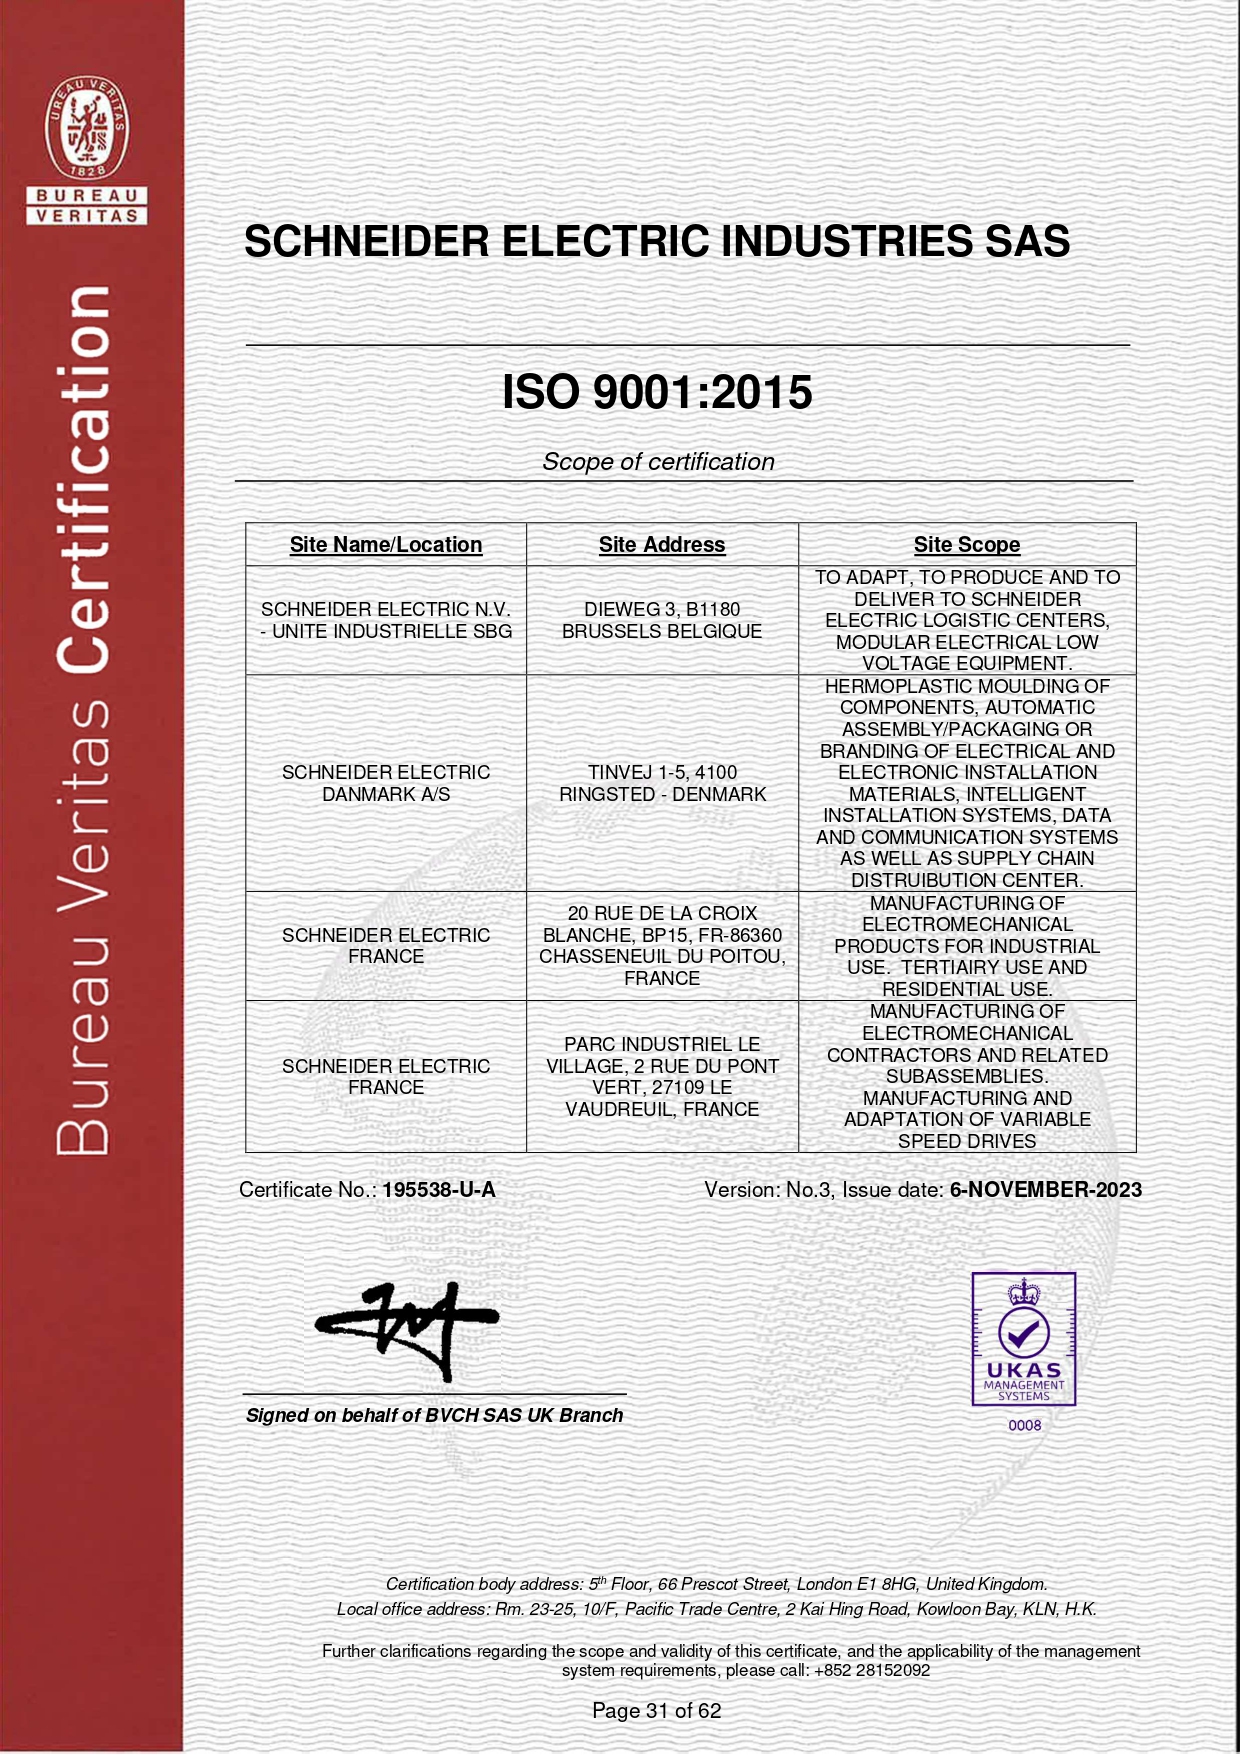 BUREAU VERITAS
1828
BUREAU
VERITAS
Bureau Veritas Certification
SCHNEIDER ELECTRIC INDUSTRIES SAS
ISO 9001:2015
Scope of certification
Site Name/Location
Site Address
Site Scope
SCHNEIDER ELECTRIC N.V.
- UNITE INDUSTRIELLE SBG
DIEWEG 3, B1180
BRUSSELS BELGIQUE
TO ADAPT, TO PRODUCE AND TO
DELIVER TO SCHNEIDER
ELECTRIC LOGISTIC CENTERS,
MODULAR ELECTRICAL LOW
VOLTAGE EQUIPMENT.
SCHNEIDER ELECTRIC
DANMARK A/S
TINVEJ 1-5, 4100
RINGSTED - DENMARK
HERMOPLASTIC MOULDING OF
COMPONENTS, AUTOMATIC
ASSEMBLY/PACKAGING OR
BRANDING OF ELECTRICAL AND
ELECTRONIC INSTALLATION
MATERIALS, INTELLIGENT
INSTALLATION SYSTEMS, DATA
AND COMMUNICATION SYSTEMS
AS WELL AS SUPPLY CHAIN
DISTRUIBUTION CENTER.
SCHNEIDER ELECTRIC
FRANCE
20 RUE DE LA CROIX
BLANCHE, BP15, FR-86360
CHASSENEUIL DU POITOU,
FRANCE
MANUFACTURING OF
ELECTROMECHANICAL
PRODUCTS FOR INDUSTRIAL
USE.  TERTIAIRY USE AND
RESIDENTIAL USE.
SCHNEIDER ELECTRIC
FRANCE
PARC INDUSTRIEL LE
VILLAGE, 2 RUE DU PONT
VERT, 27109 LE
VAUDREUIL, FRANCE
MANUFACTURING OF
ELECTROMECHANICAL
CONTRACTORS AND RELATED
SUBASSEMBLIES.
MANUFACTURING AND
ADAPTATION OF VARIABLE
SPEED DRIVES
Certificate No.: 195538-U-A
Version: No.3, Issue date: 6-NOVEMBER-2023
UKAS
MANAGEMENT
SYSTEMS
0008
Signed on behalf of BVCH SAS UK Branch
Certification body address: 5th Floor, 66 Prescot Street, London E1 8HG, United Kingdom.
Local office address: Rm. 23-25, 10/F, Pacific Trade Centre, 2 Kai Hing Road, Kowloon Bay, KLN, H.K.
Further clarifications regarding the scope and validity of this certificate, and the applicability of the management
system requirements, please call: +852 28152092
Page 31 of 62